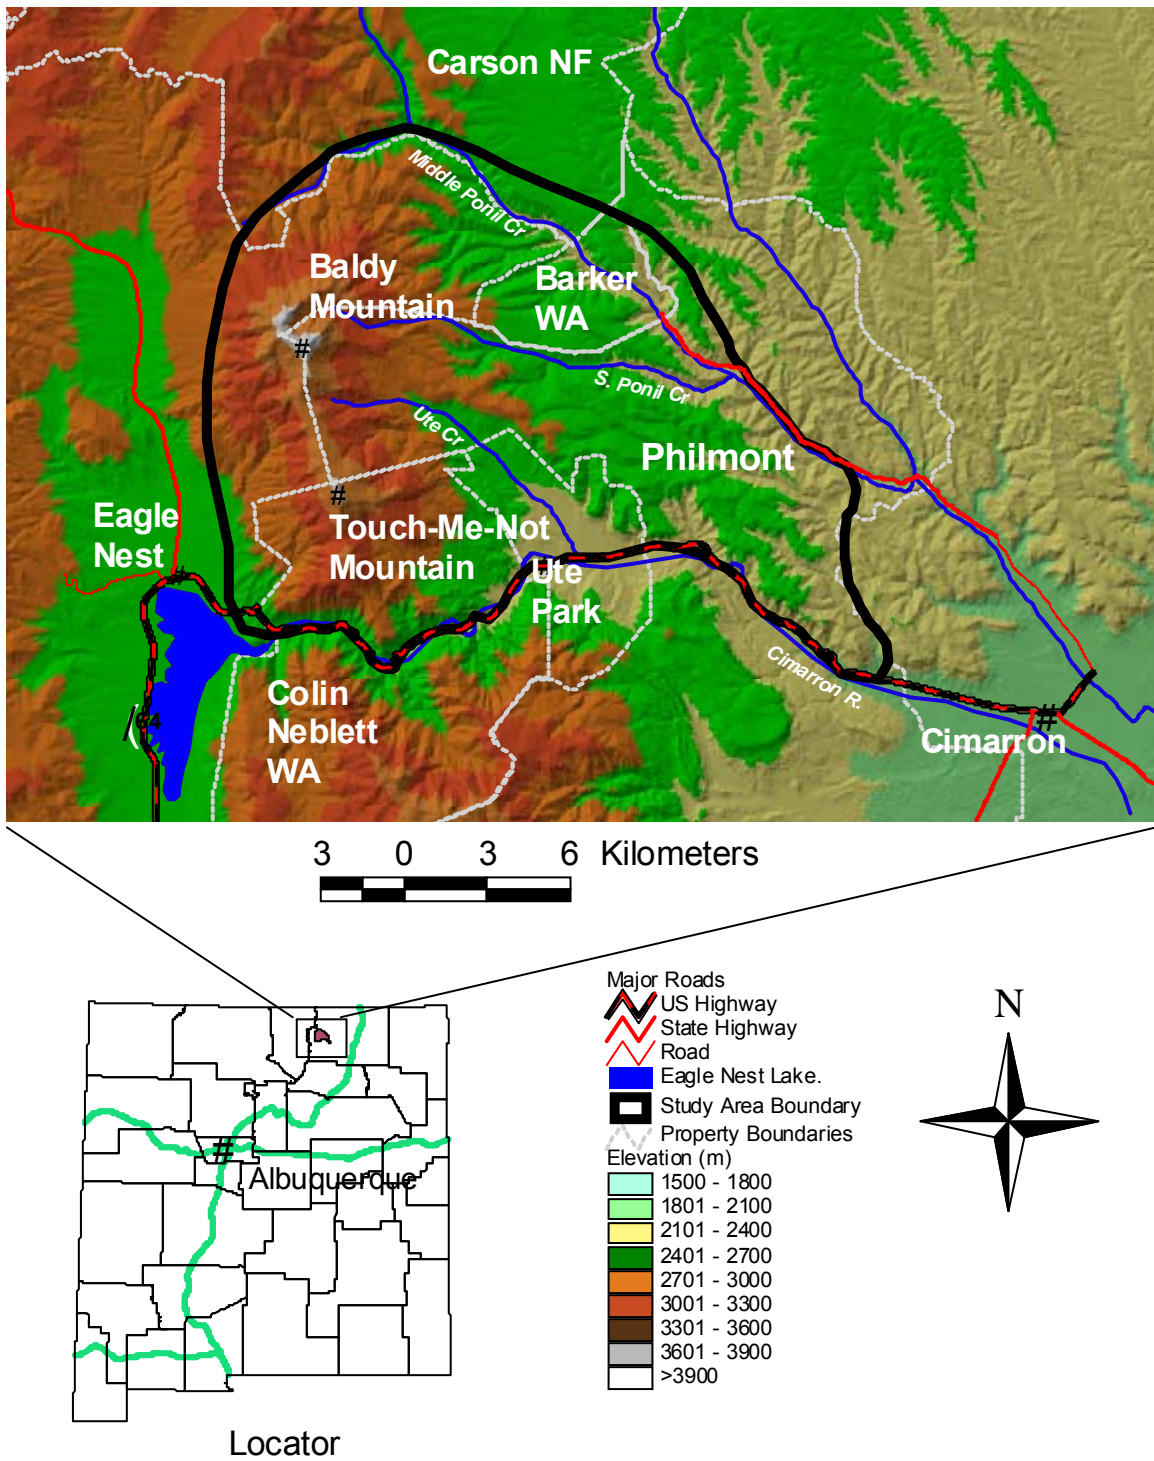 Carson NF
Middle Ponil Cr
Baldy
Mountain
Barker
WA
#
S. Ponil Cr
Ute Cr
Philmont
#
Eagle
Nest
Touch-Me-Not
Mountain
Ute
Park
Cimarron R.
Colin
Neblett
WA
64
#
Cimarron
3 0 3 6 Kilometers
Major Roads
US Highway
State Highway
Road
Eagle Nest Lake.
Study Area Boundary
Property Boundaries
Elevation (m)
1500 - 1800
1801 - 2100
2101 - 2400
2401 - 2700
2701 - 3000
3001 - 3300
3301 - 3600
3601 - 3900
>3900
N
#
Albuquerque
Locator